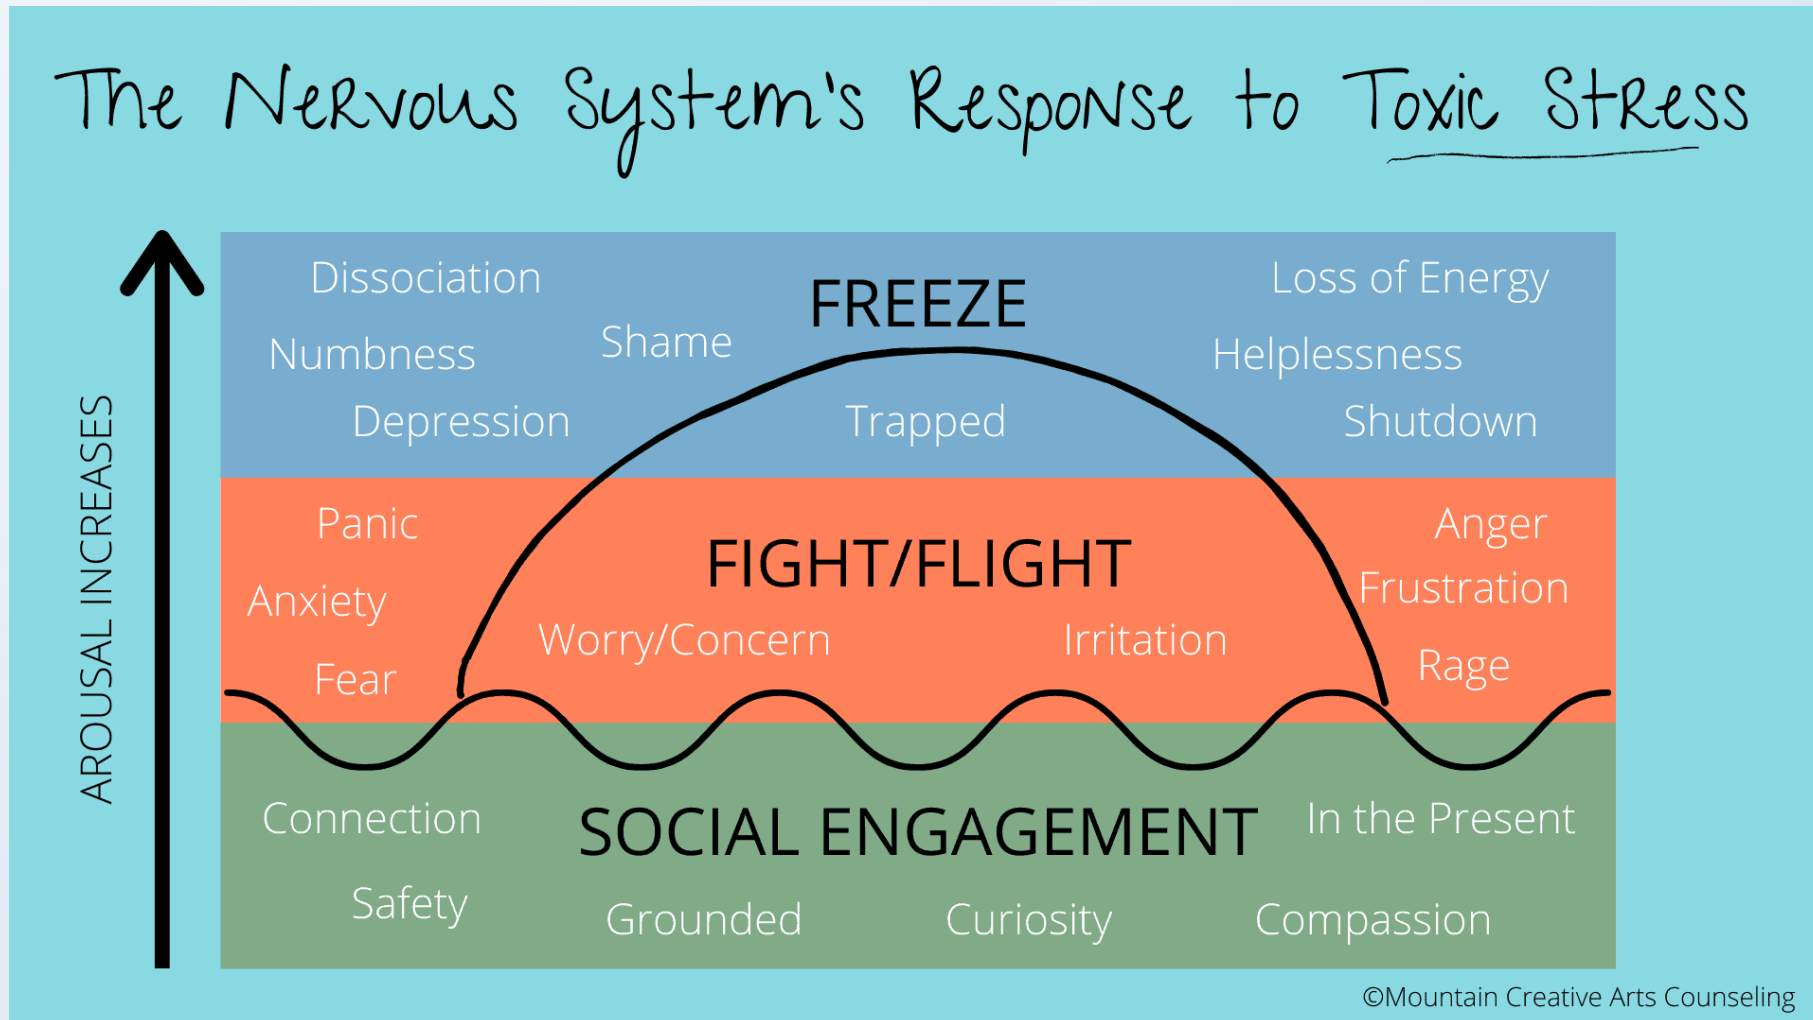 The Nervous System's Response to Toxic Stress
AROUSAL INCREASES
Dissociation
FREEZE
Loss of Energy
Numbness
Shame
Helplessness
Depression
Trapped
Shutdown
Panic
FIGHT/FLIGHT
Anger
Anxiety
Frustration
Worry/Concern
Irritation
Fear
Rage
Connection
SOCIAL ENGAGEMENT
In the Present
Safety
Grounded
Curiosity
Compassion
©Mountain Creative Arts Counseling